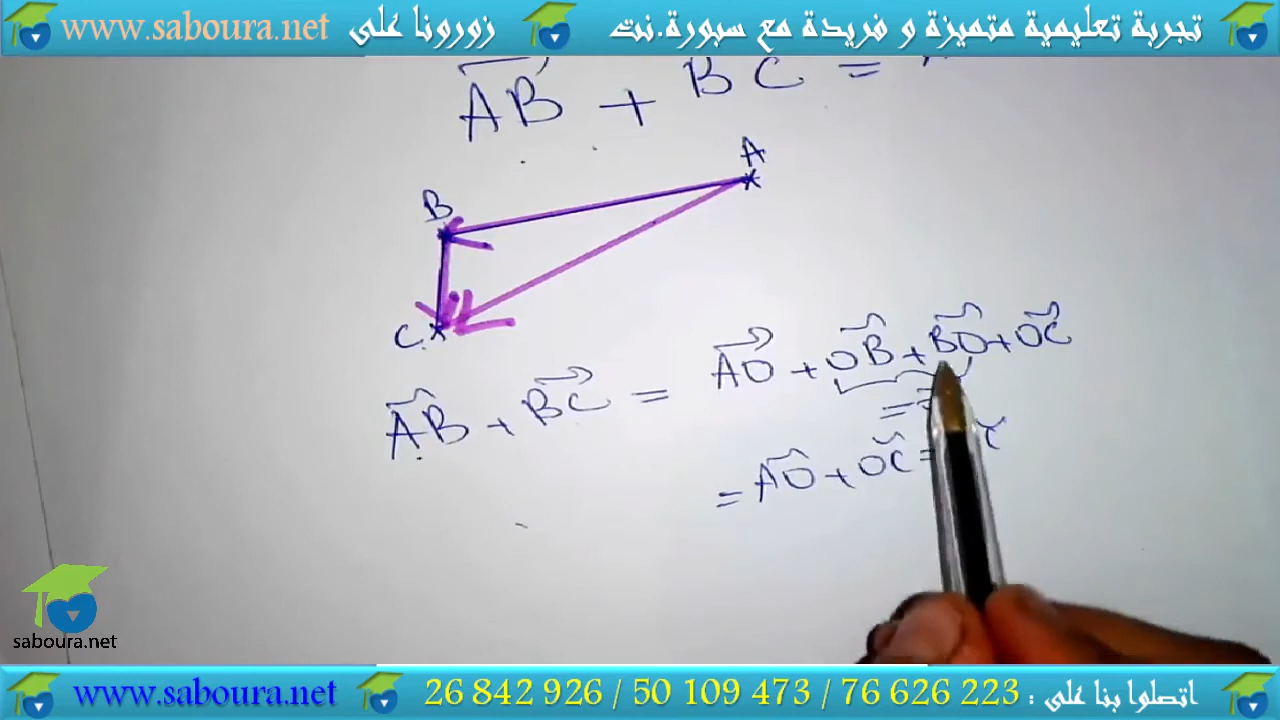 تجربة تعليمية متميزة و فريدة مع سبورة.نت زورونا على www.saboura.net
AB + BC =
A
B
C
AB + BC = AO + OB + BO + OC
=
= AO + OC =
saboura.net
اتصلوا بنا على : 26 842 926 / 50 109 473 / 76 626 223 www.saboura.net